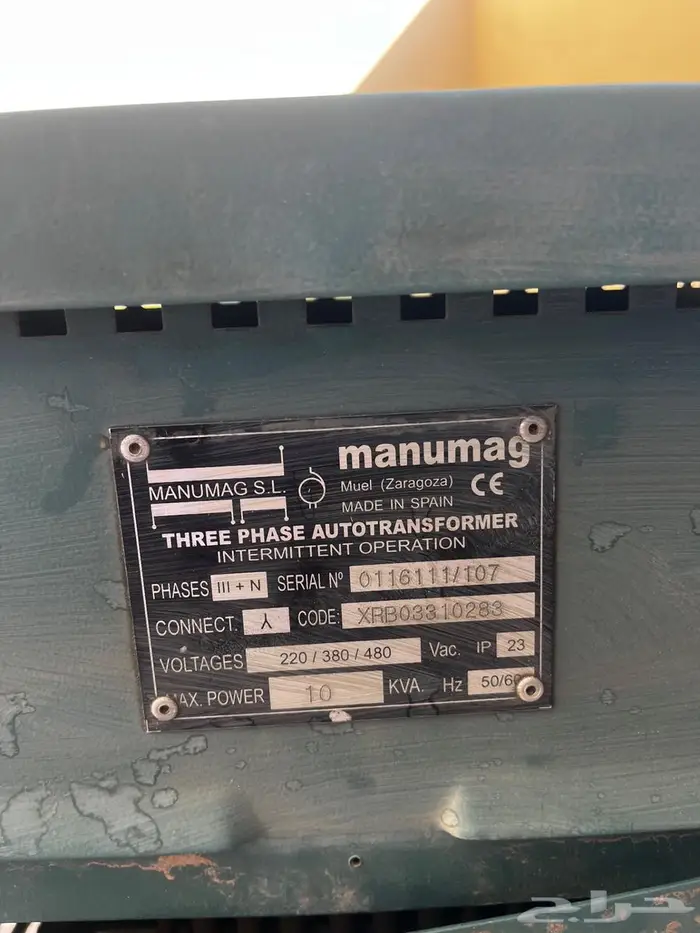 manumag
MANUMAG S.L.
Muel (Zaragoza)
CE
MADE IN SPAIN
THREE PHASE AUTOTRANSFORMER
INTERMITTENT OPERATION
PHASES III + N SERIAL Nº 0116111/107
CONNECT. CODE: XRB03310283
VOLTAGES 220 / 380 / 480 Vac. IP 23
MAX. POWER 10 KVA. Hz 50/60
حراج